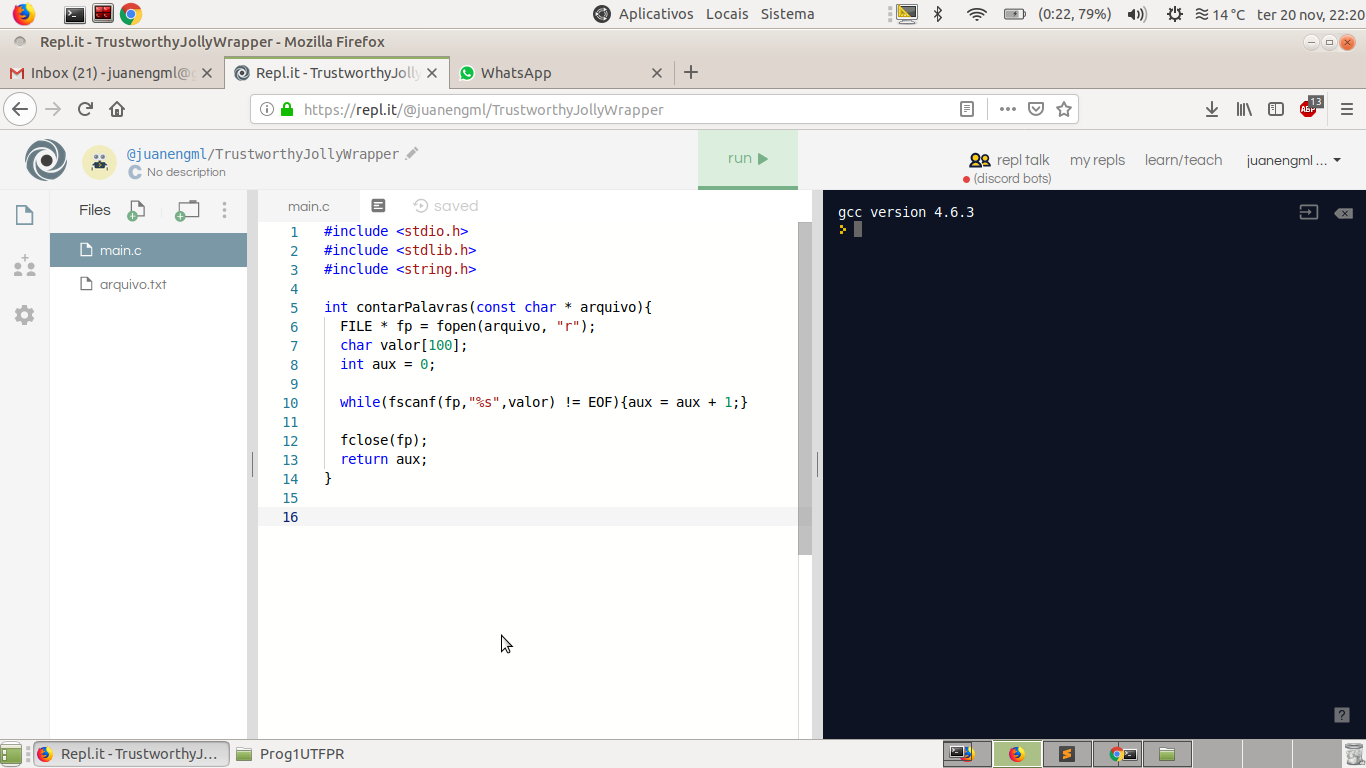 Aplicativos Locais Sistema (0:22, 79%) 14 °C ter 20 nov, 22:20
Repl.it - TrustworthyJollyWrapper - Mozilla Firefox
Inbox (21) - juanengml@ Repl.it - TrustworthyJolly WhatsApp
https://repl.it/@juanengml/TrustworthyJollyWrapper ABP 13
@juanengml/TrustworthyJollyWrapper
No description
run
repl talk my repls learn/teach juanengml ...
(discord bots)
Files main.c saved
main.c
arquivo.txt
1 #include <stdio.h>
2 #include <stdlib.h>
3 #include <string.h>
4
5 int contarPalavras(const char * arquivo){
6 FILE * fp = fopen(arquivo, "r");
7 char valor[100];
8 int aux = 0;
9
10 while(fscanf(fp,"%s",valor) != EOF){aux = aux + 1;}
11
12 fclose(fp);
13 return aux;
14 }
15
16
gcc version 4.6.3
?
Repl.it - TrustworthyJ... Prog1UTFPR